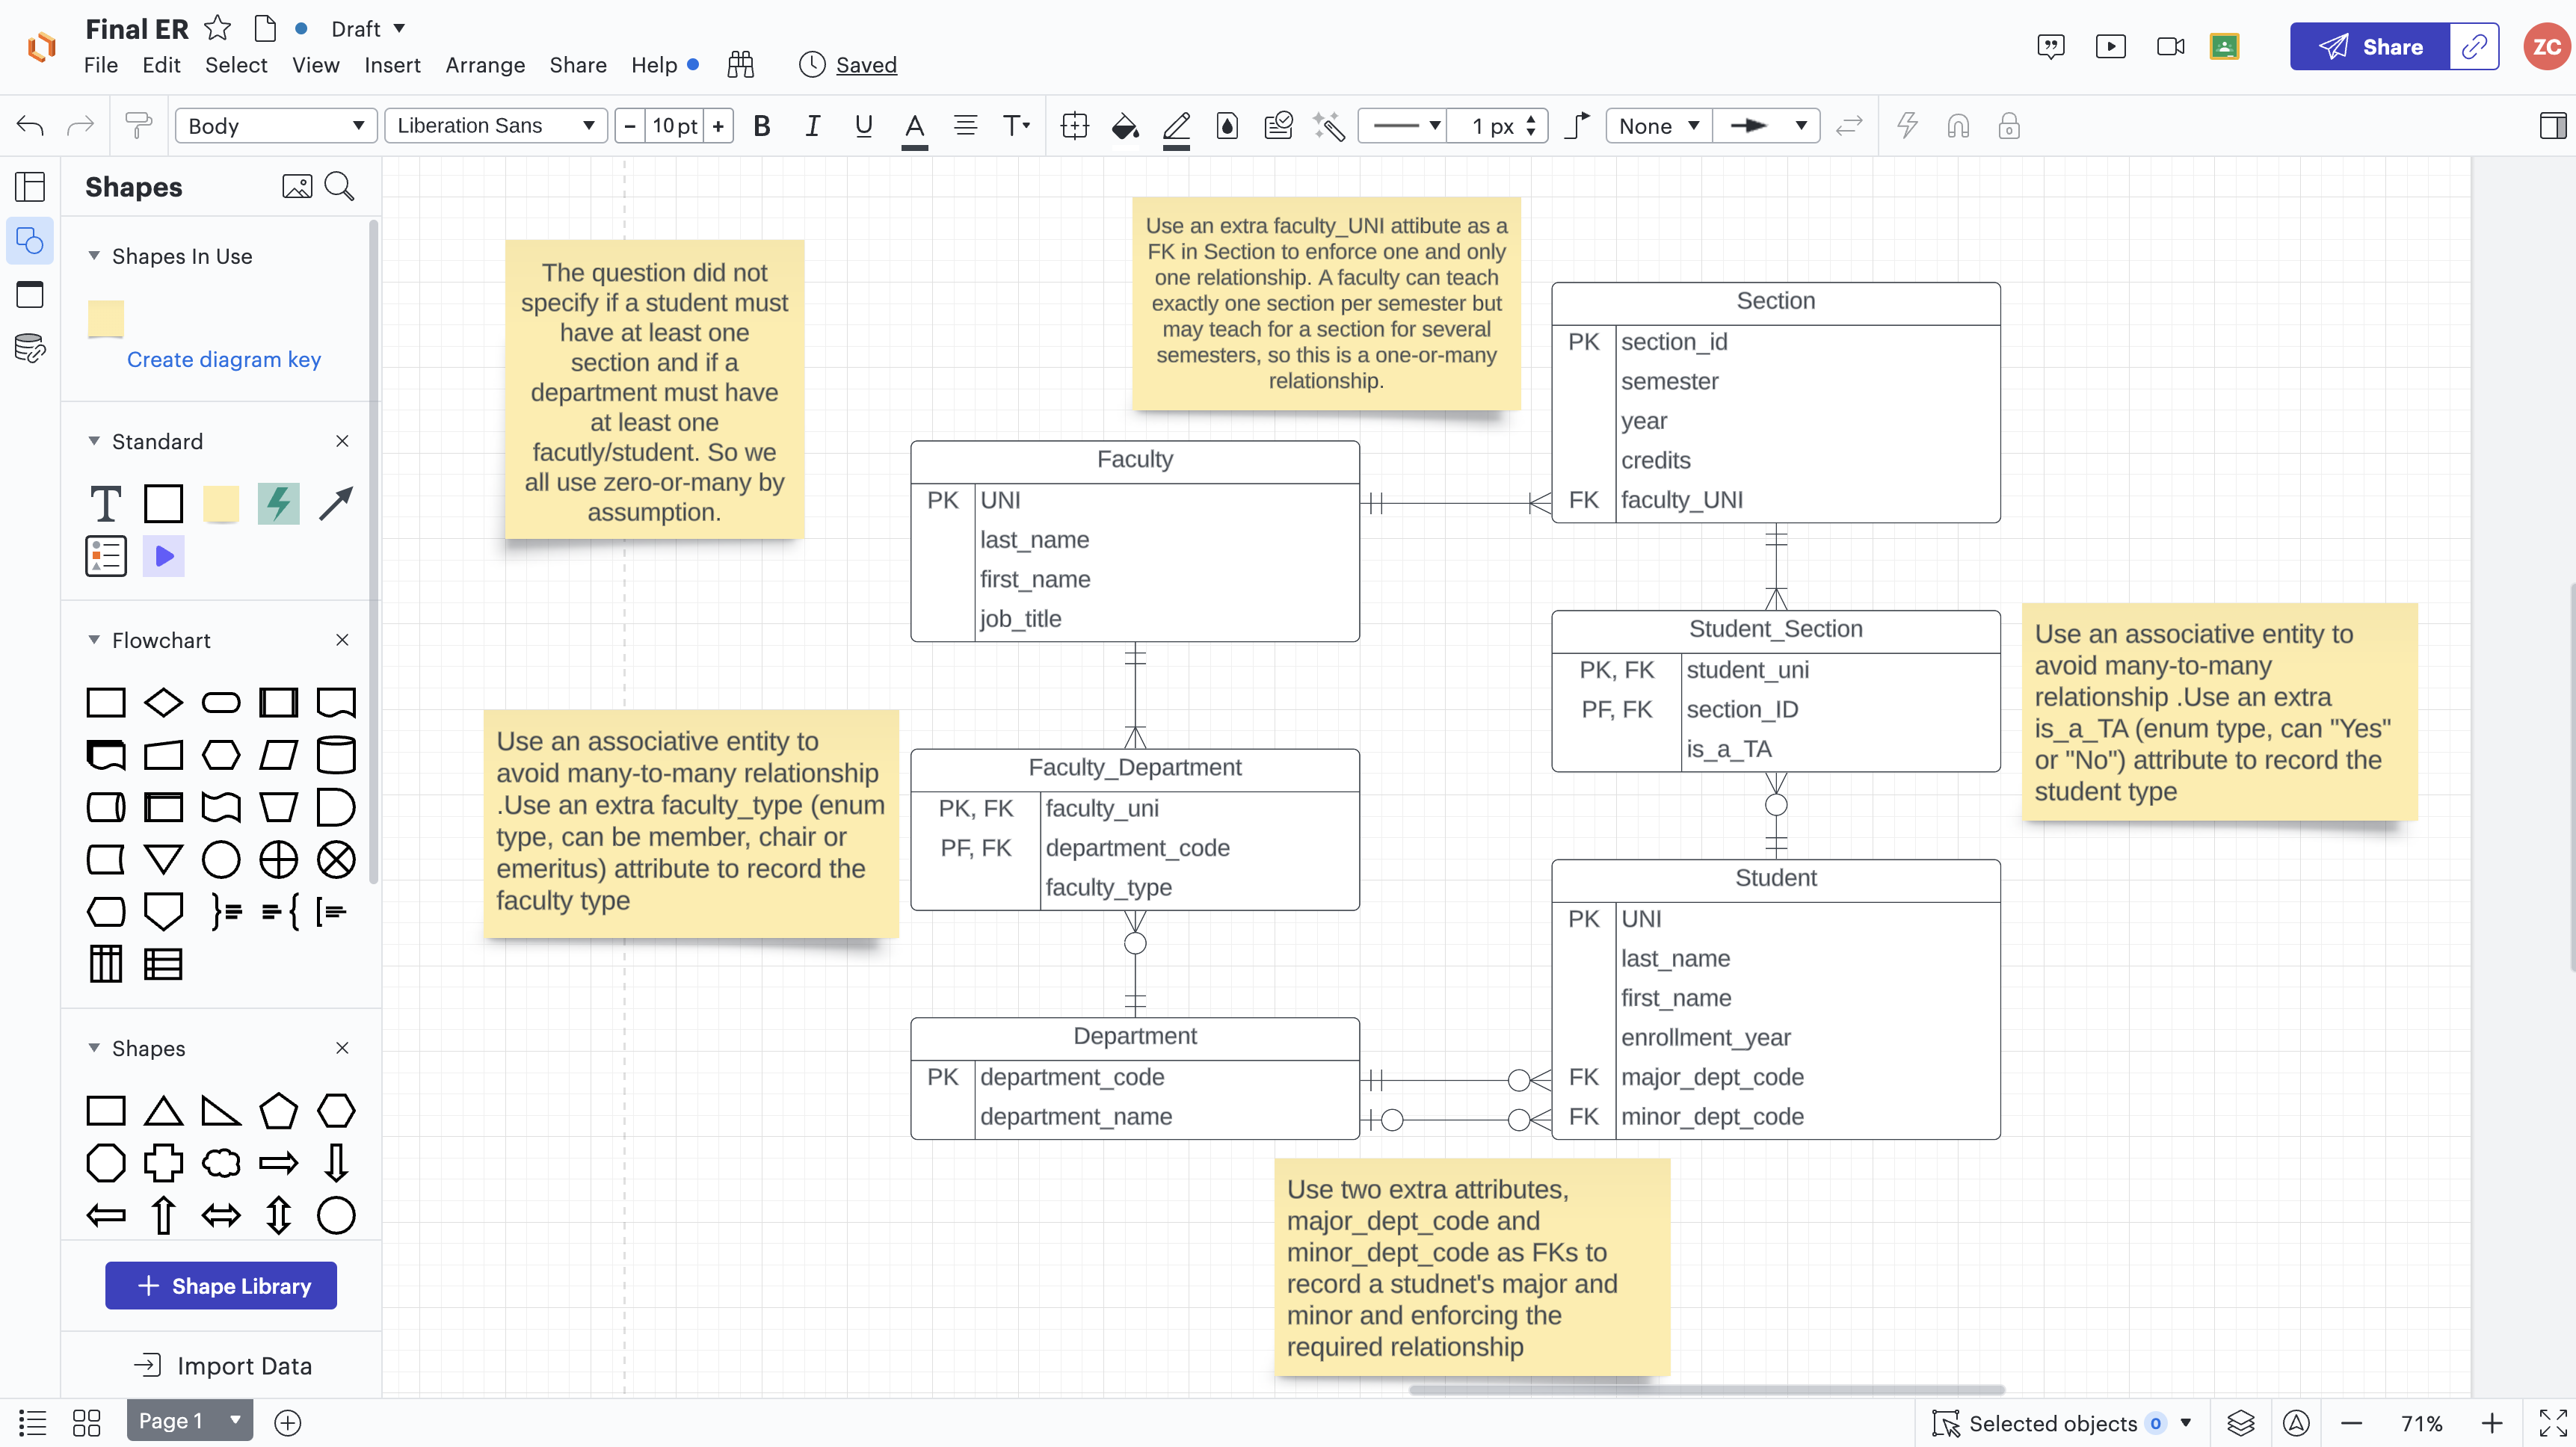 Final ER
Draft
File Edit Select View Insert Arrange Share Help
Saved
Share
ZC
Body
Liberation Sans
- 10 pt +
B I U A T
1 px
None
Shapes
Shapes In Use
Create diagram key
Standard
T
Flowchart
Shapes
Shape Library
Import Data
The question did not
specify if a student must
have at least one
section and if a
department must have
at least one
facutly/student. So we
all use zero-or-many by
assumption.
Use an extra faculty_UNI attibute as a
FK in Section to enforce one and only
one relationship. A faculty can teach
exactly one section per semester but
may teach for a section for several
semesters, so this is a one-or-many
relationship.
Section
PK section_id
semester
year
credits
FK faculty_UNI
Faculty
PK UNI
last_name
first_name
job_title
Student_Section
PK, FK student_uni
PF, FK section_ID
is_a_TA
Use an associative entity to
avoid many-to-many
relationship .Use an extra
is_a_TA (enum type, can "Yes"
or "No") attribute to record the
student type
Use an associative entity to
avoid many-to-many relationship
.Use an extra faculty_type (enum
type, can be member, chair or
emeritus) attribute to record the
faculty type
Faculty_Department
PK, FK faculty_uni
PF, FK department_code
faculty_type
Student
PK UNI
last_name
first_name
enrollment_year
FK major_dept_code
FK minor_dept_code
Department
PK department_code
department_name
Use two extra attributes,
major_dept_code and
minor_dept_code as FKs to
record a studnet's major and
minor and enforcing the
required relationship
Page 1
Selected objects 0
71%